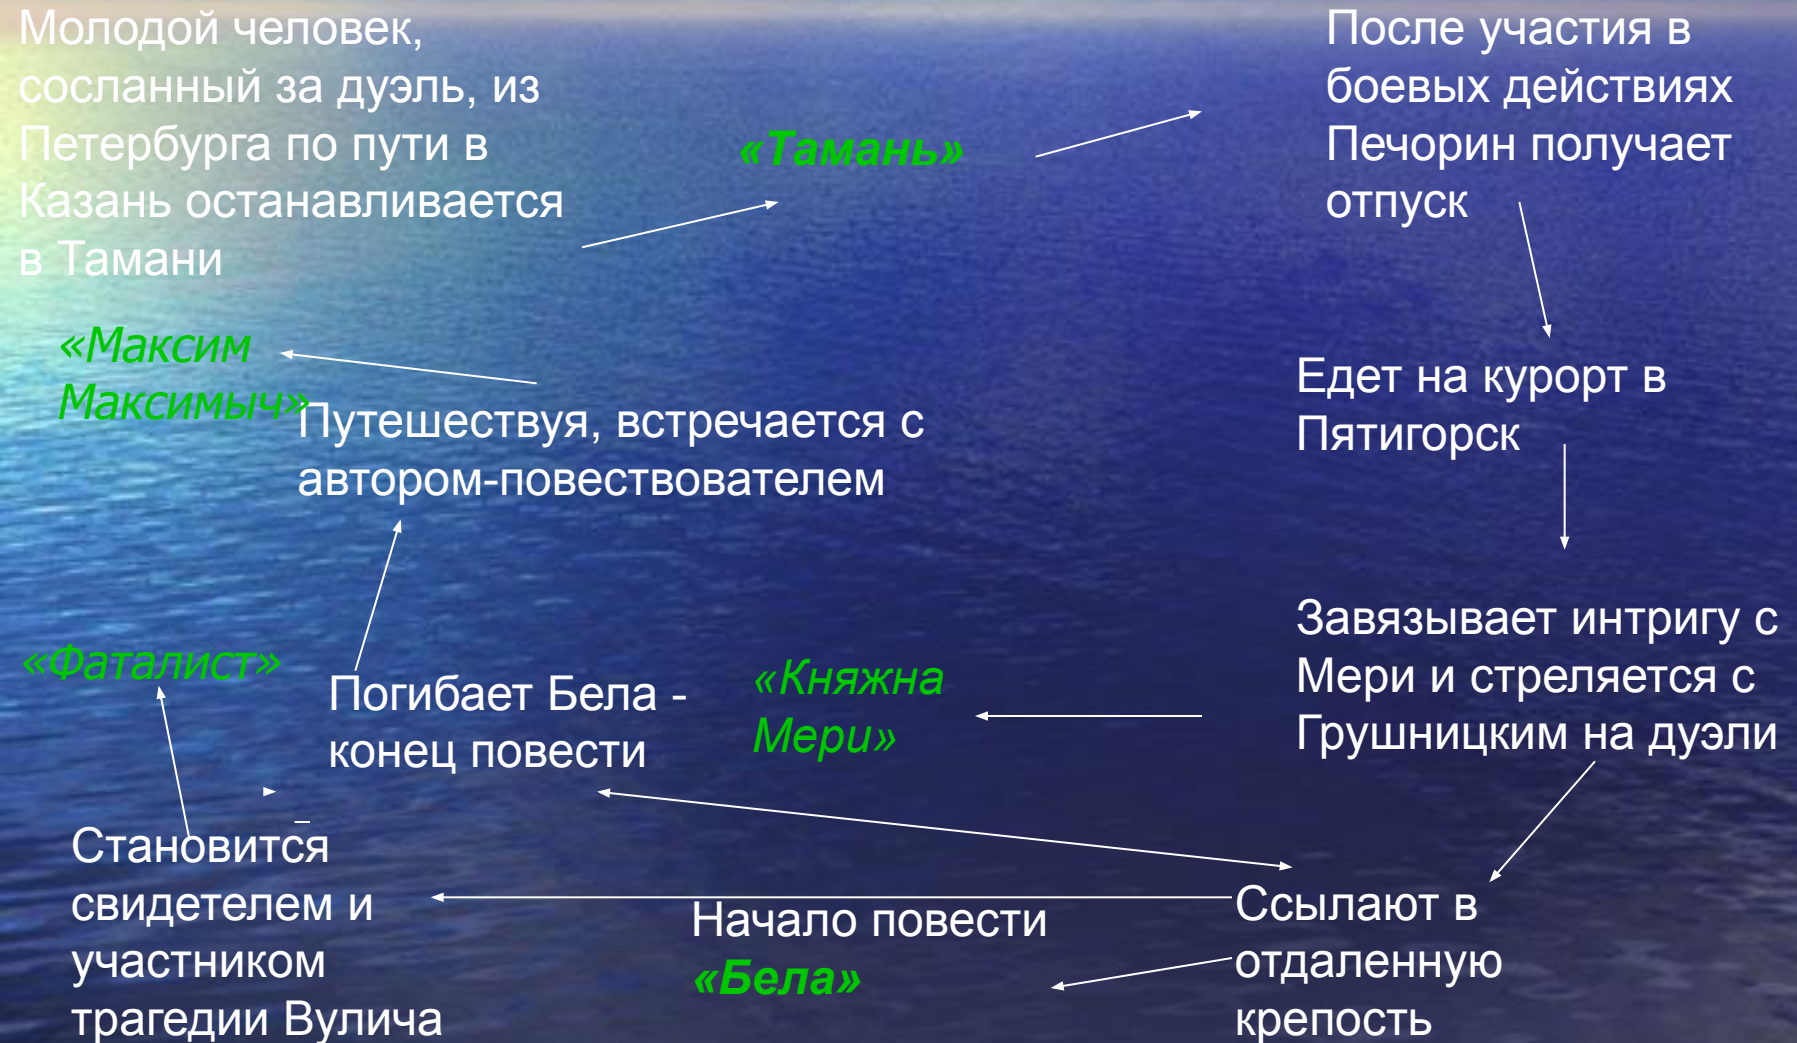 Молодой человек,
сосланный за дуэль, из
Петербурга по пути в
Казань останавливается
в Тамани
«Тамань»
После участия в
боевых действиях
Печорин получает
отпуск
«Максим
Максимыч»
Путешествуя, встречается с
автором-повествователем
Едет на курорт в
Пятигорск
«Фаталист»
Погибает Бела -
конец повести
«Княжна
Мери»
Завязывает интригу с
Мери и стреляется с
Грушницким на дуэли
Становится
свидетелем и
участником
трагедии Вулича
Начало повести
«Бела»
Ссылают в
отдаленную
крепость